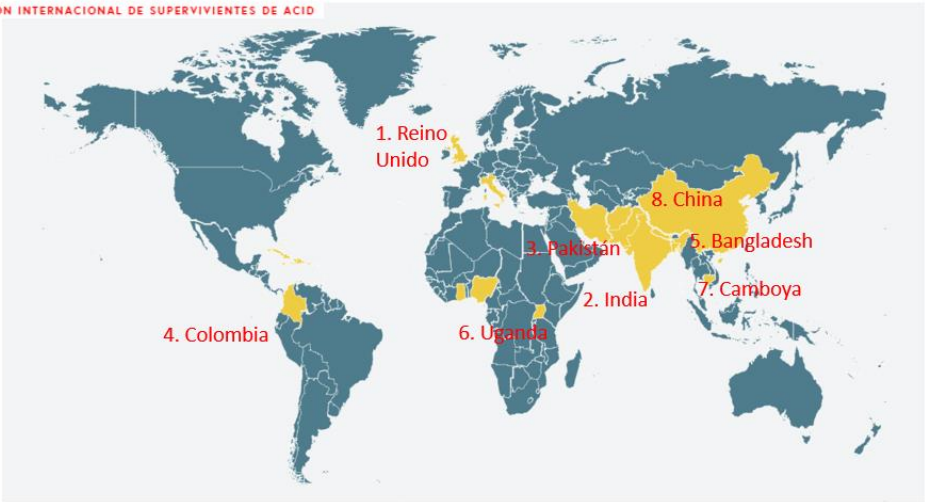 ÓN INTERNACIONAL DE SUPERVIVIENTES DE ACID
1. Reino
Unido
8. China
3. Pakistán
5. Bangladesh
2. India
7. Camboya
4. Colombia
6. Uganda